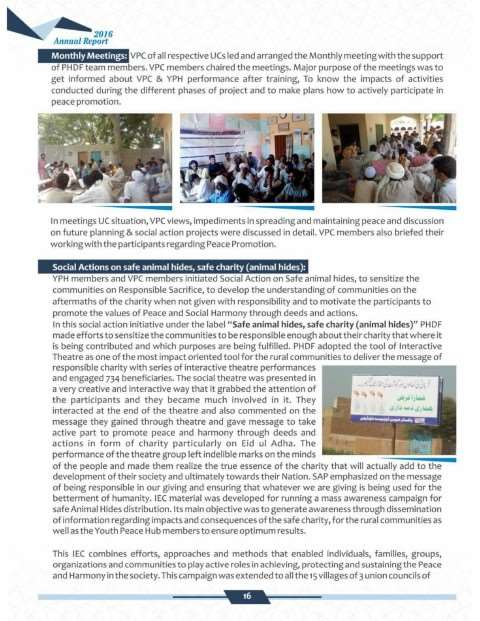 2016
Annual Report
Monthly Meetings: VPC of all respective UCs led and arranged the Monthly meeting with the support
of PHDF team members. VPC members chaired the meetings. Major purpose of the meetings was to
get informed about VPC & YPH performance after training, To know the impacts of activities
conducted during the different phases of project and to make plans how to actively participate in
peace promotion.
In meetings UC situation, VPC views, impediments in spreading and maintaining peace and discussion
on future planning & social action projects were discussed in detail. VPC members also briefed their
working with the participants regarding Peace Promotion.
Social Actions on safe animal hides, safe charity (animal hides):
YPH members and VPC members initiated Social Action on Safe animal hides, to sensitize the
communities on Responsible Sacrifice, to develop the understanding of communities on the
aftermaths of the charity when not given with responsibility and to motivate the participants to
promote the values of Peace and Social Harmony through deeds and actions.
In this social action initiative under the label “Safe animal hides, safe charity (animal hides)” PHDF
made efforts to sensitize the communities to be responsible enough about their charity that where it
is being contributed and which purposes are being fulfilled. PHDF adopted the tool of Interactive
Theatre as one of the most impact oriented tool for the rural communities to deliver the message of
responsible charity with series of interactive theatre performances
and engaged 734 beneficiaries. The social theatre was presented in
a very creative and interactive way that it grabbed the attention of
the participants and they became much involved in it. They
interacted at the end of the theatre and also commented on the
message they gained through theatre and gave message to take
active part to promote peace and harmony through deeds and
actions in form of charity particularly on Eid ul Adha. The
performance of the theatre group left indelible marks on the minds
of the people and made them realize the true essence of the charity that will actually add to the
development of their society and ultimately towards their Nation. SAP emphasized on the message
of being responsible in our giving and ensuring that whatever we are giving is being used for the
betterment of humanity. IEC material was developed for running a mass awareness campaign for
safe Animal Hides distribution. Its main objective was to generate awareness through dissemination
of information regarding impacts and consequences of the safe charity, for the rural communities as
well as the Youth Peace Hub members to ensure optimum results.
This IEC combines efforts, approaches and methods that enabled individuals, families, groups,
organizations and communities to play active roles in achieving, protecting and sustaining the Peace
and Harmony in the society. This campaign was extended to all the 15 villages of 3 union councils of
16